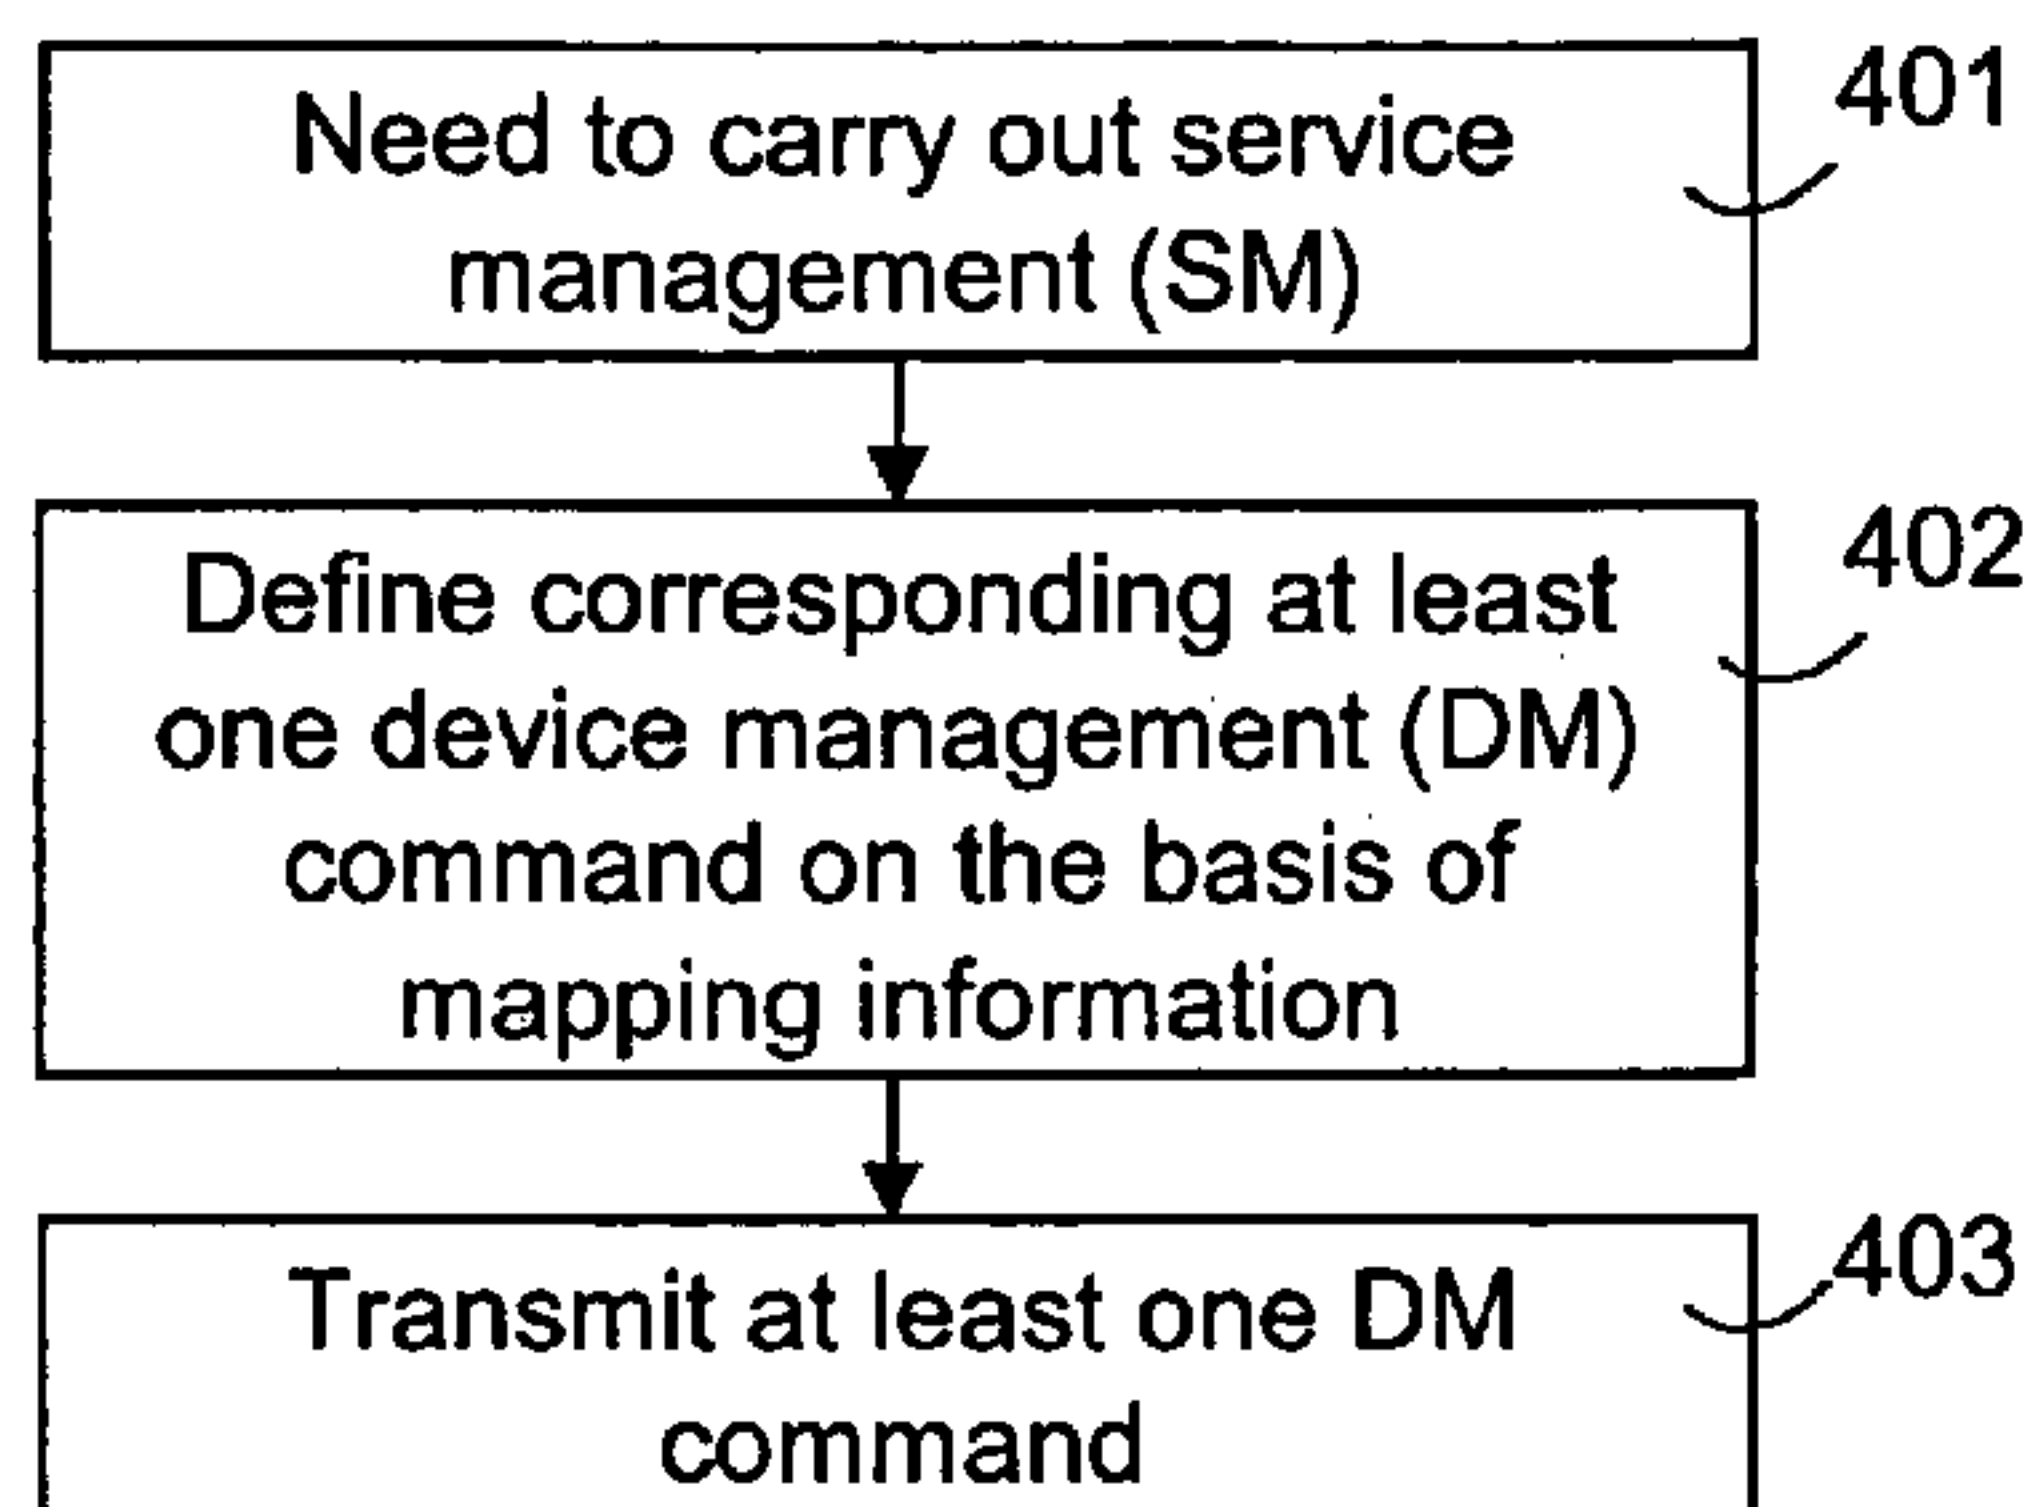 Need to carry out service
management (SM)
401
Define corresponding at least
one device management (DM)
command on the basis of
mapping information
402
Transmit at least one DM
command
403